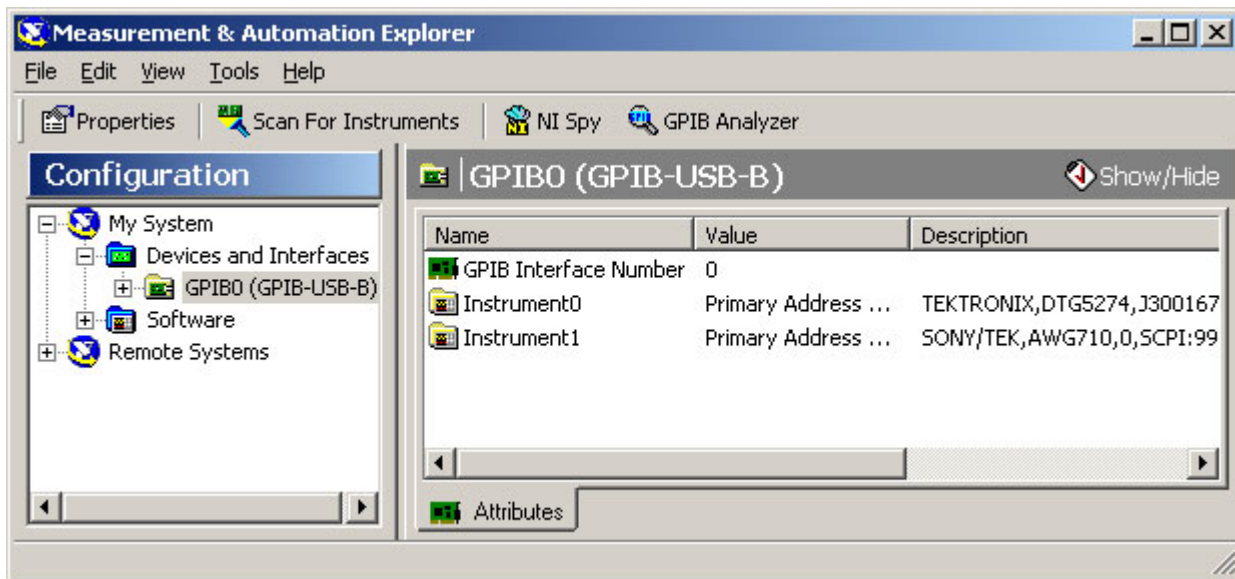 Measurement & Automation Explorer
File Edit View Tools Help
Properties Scan For Instruments NI Spy GPIB Analyzer
Configuration
My System
Devices and Interfaces
GPIB0 (GPIB-USB-B)
Software
Remote Systems
GPIB0 (GPIB-USB-B) Show/Hide
Name Value Description
GPIB Interface Number 0
Instrument0 Primary Address ... TEKTRONIX,DTG5274,J300167
Instrument1 Primary Address ... SONY/TEK,AWG710,0,SCPI:99
Attributes